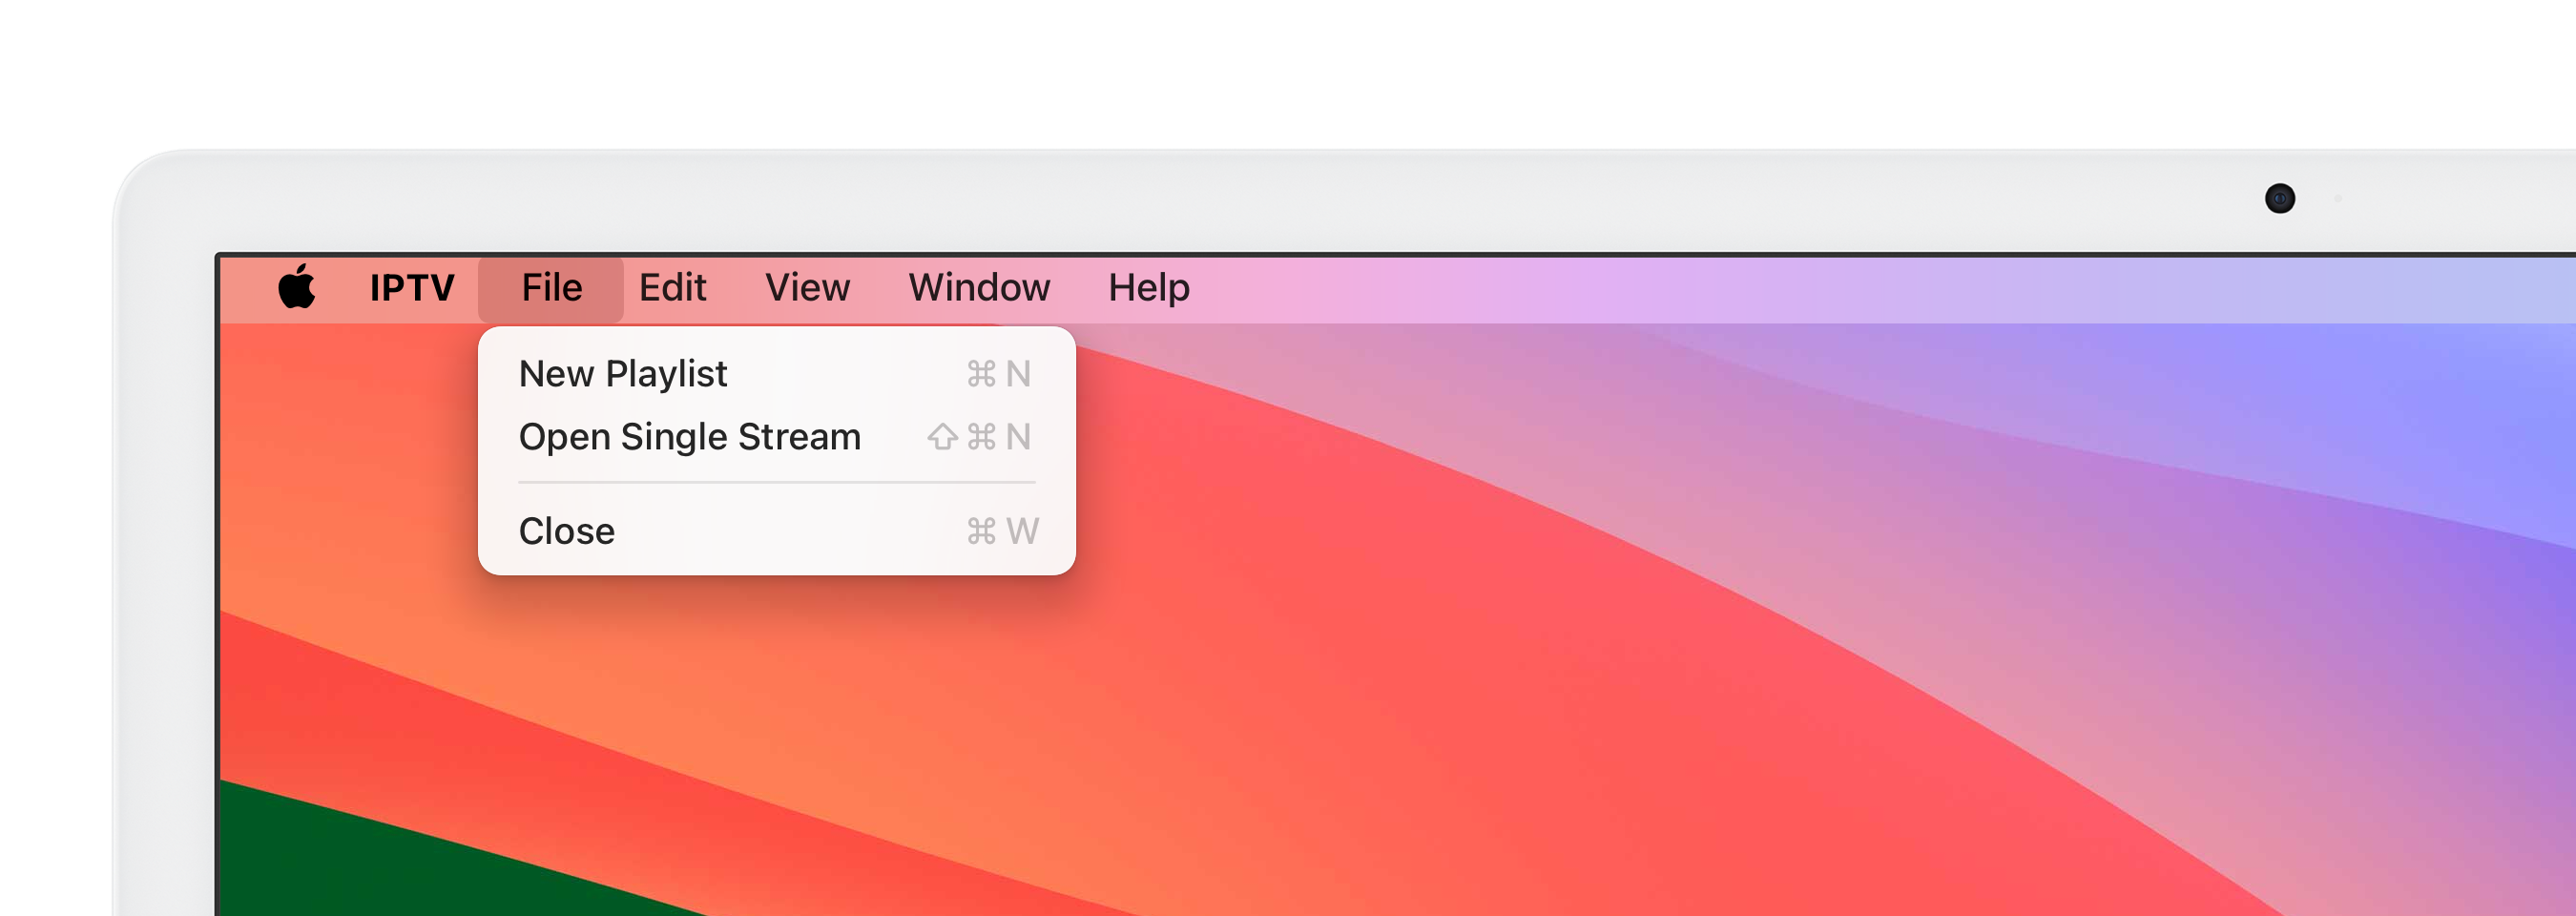 IPTV File Edit View Window Help
New Playlist ⌘ N
Open Single Stream ⇧ ⌘ N
Close ⌘ W